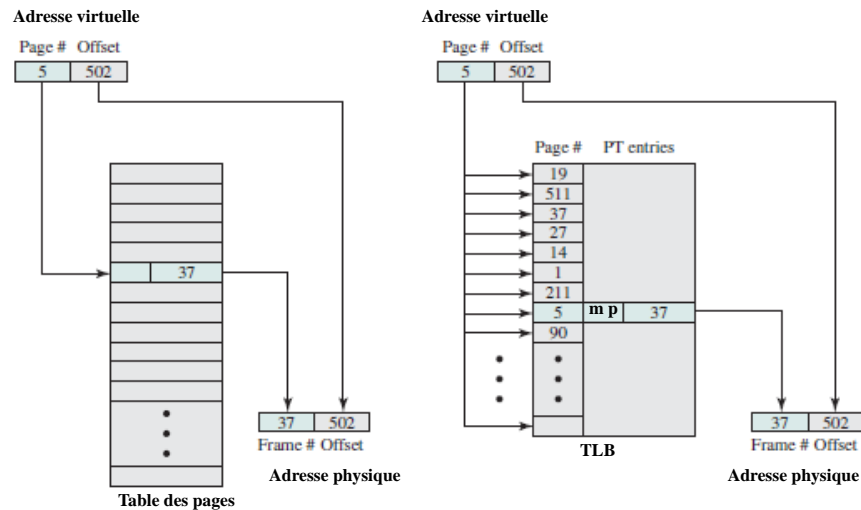 Adresse virtuelle
Page # Offset
5 502
37
37 502
Frame # Offset
Adresse physique
Table des pages
Adresse virtuelle
Page # Offset
5 502
Page # PT entries
19
511
37
27
14
1
211
5 m p 37
90
37 502
Frame # Offset
TLB
Adresse physique